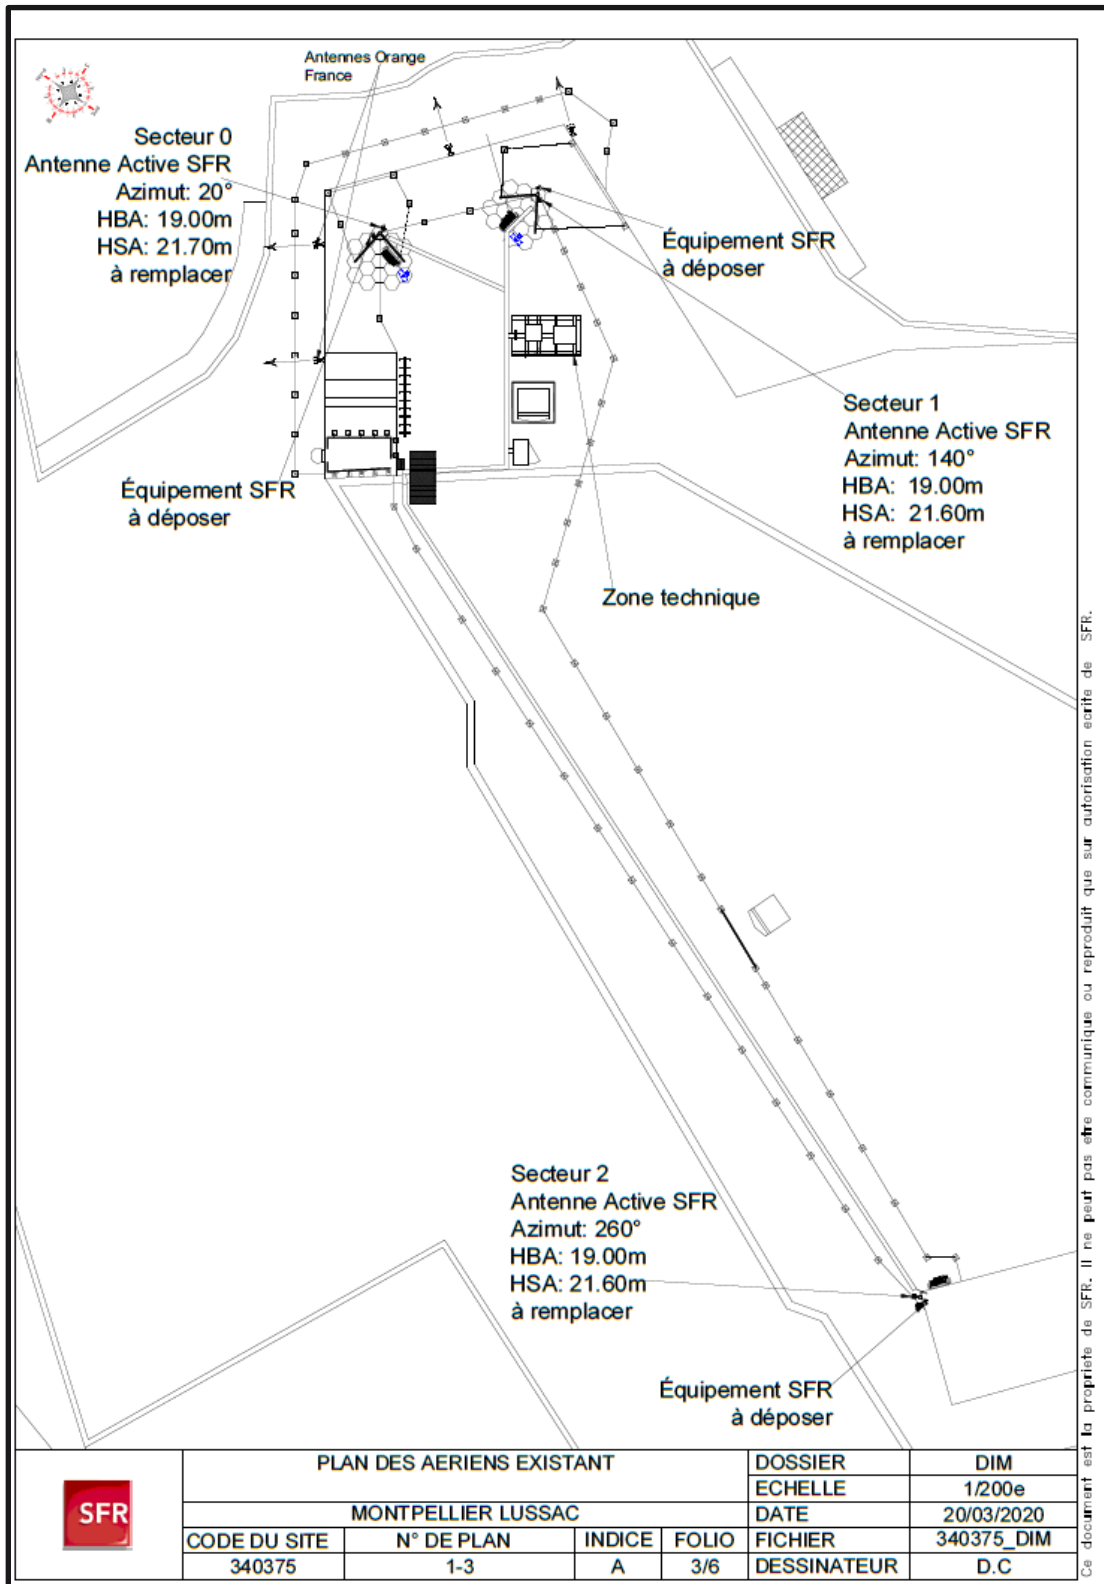 Antennes Orange
France
Secteur 0
Antenne Active SFR
Azimut: 20°
HBA: 19.00m
HSA: 21.70m
à remplacer
Équipement SFR
à déposer
Secteur 1
Antenne Active SFR
Azimut: 140°
HBA: 19.00m
HSA: 21.60m
à remplacer
Équipement SFR
à déposer
Zone technique
Secteur 2
Antenne Active SFR
Azimut: 260°
HBA: 19.00m
HSA: 21.60m
à remplacer
Équipement SFR
à déposer
Ce document est la propriete de SFR. Il ne peut pas etre communique ou reproduit que sur autorisation ecrite de SFR.
SFR
PLAN DES AERIENS EXISTANT
MONTPELLIER LUSSAC
CODE DU SITE N° DE PLAN INDICE FOLIO
340375 1-3 A 3/6
DOSSIER DIM
ECHELLE 1/200e
DATE 20/03/2020
FICHIER 340375_DIM
DESSINATEUR D.C